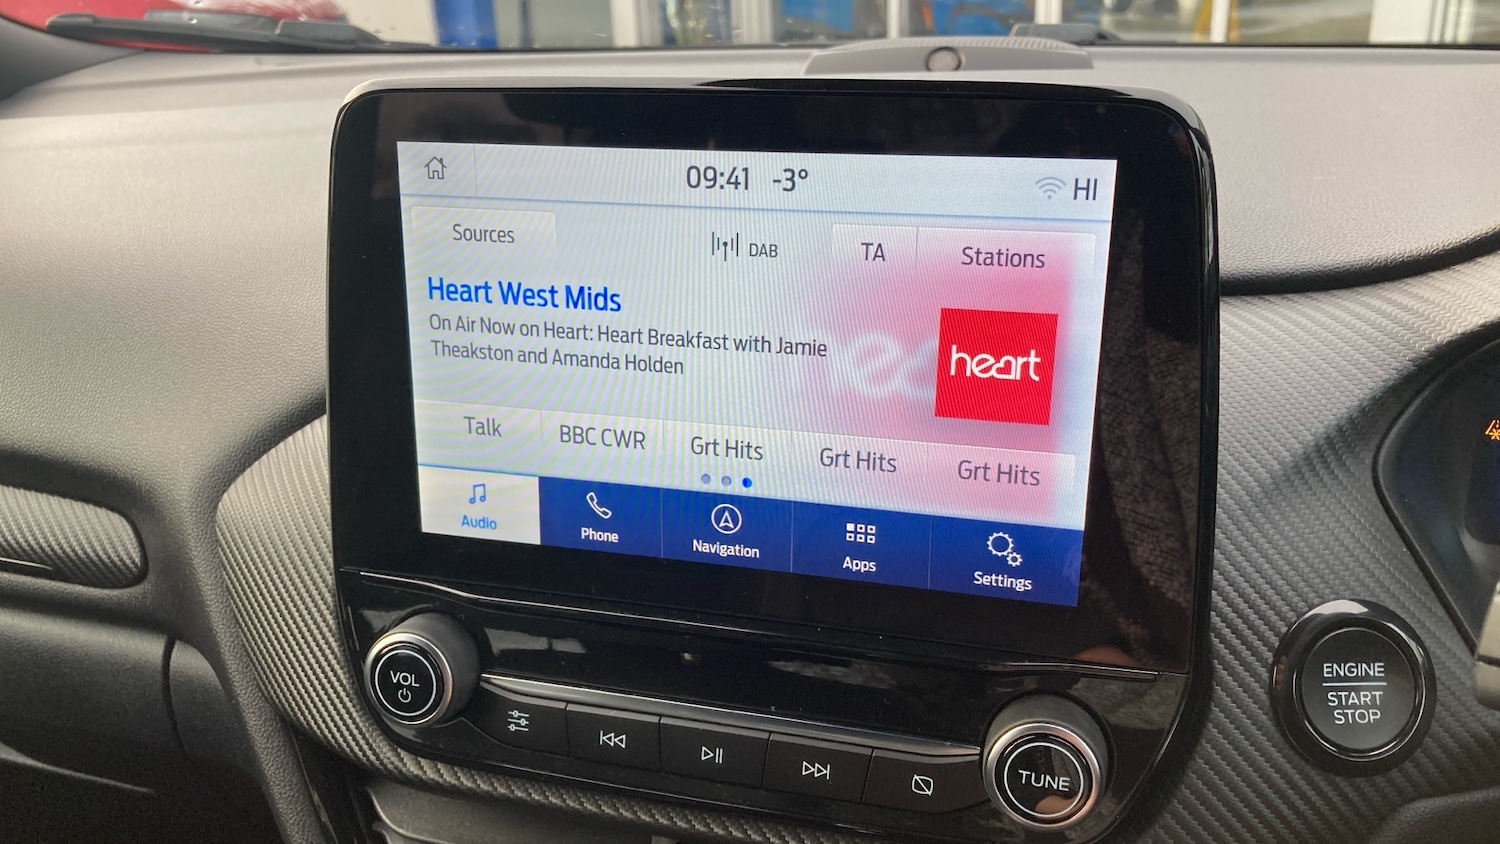 09:41 -3° HI
Sources DAB TA Stations
Heart West Mids
On Air Now on Heart: Heart Breakfast with Jamie
Theakston and Amanda Holden
heart
Talk BBC CWR Grt Hits Grt Hits Grt Hits
Audio Phone Navigation Apps Settings
VOL
TUNE
ENGINE
START
STOP